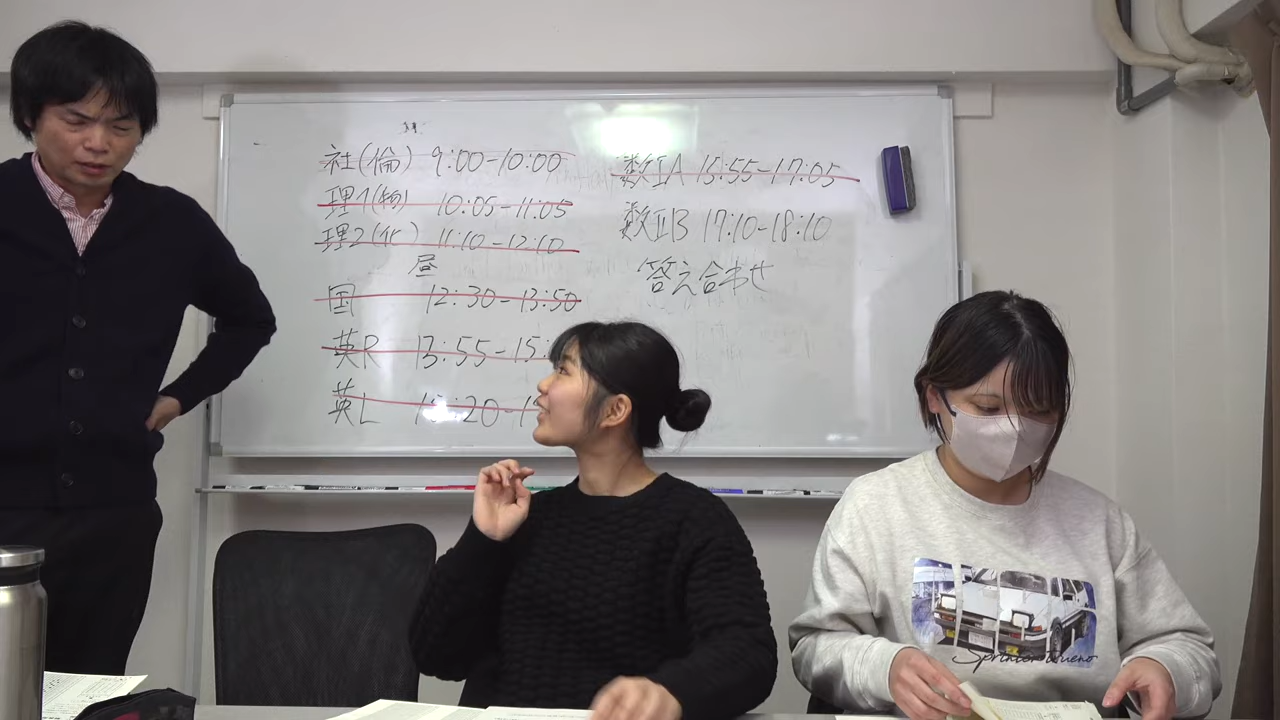 社(倫) 9:00-10:00
理1(物) 10:05-11:05
理2(化) 11:10-12:10
昼
国 12:30-13:50
英R 13:55-15:
英L 15:20-1
数IA 15:55-17:05
数IIB 17:10-18:10
答え合わせ
Sprinter Trueno